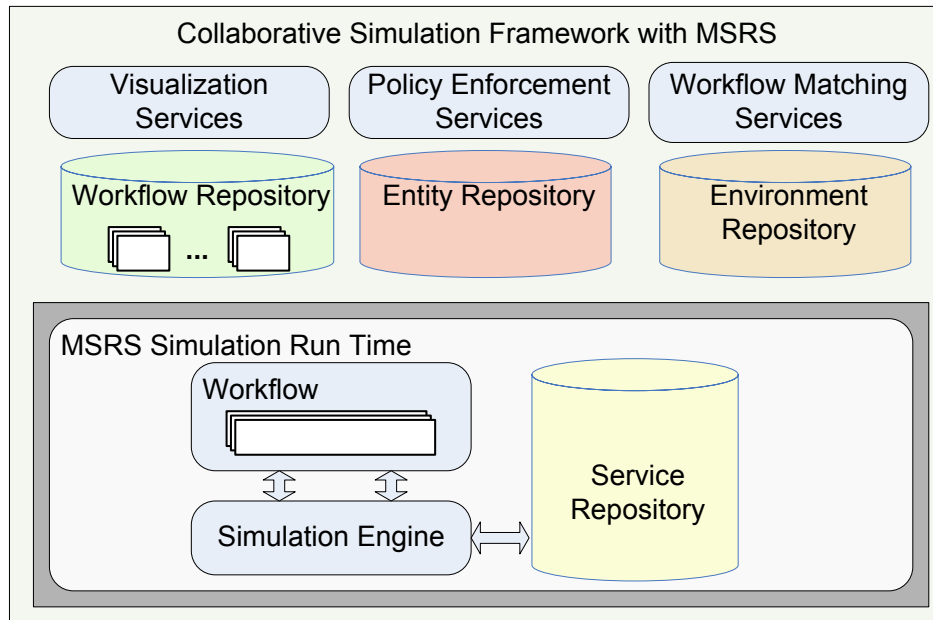 Collaborative Simulation Framework with MSRS
Visualization
Services
Policy Enforcement
Services
Workflow Matching
Services
Workflow Repository
...
Entity Repository
Environment
Repository
MSRS Simulation Run Time
Workflow
Simulation Engine
Service
Repository